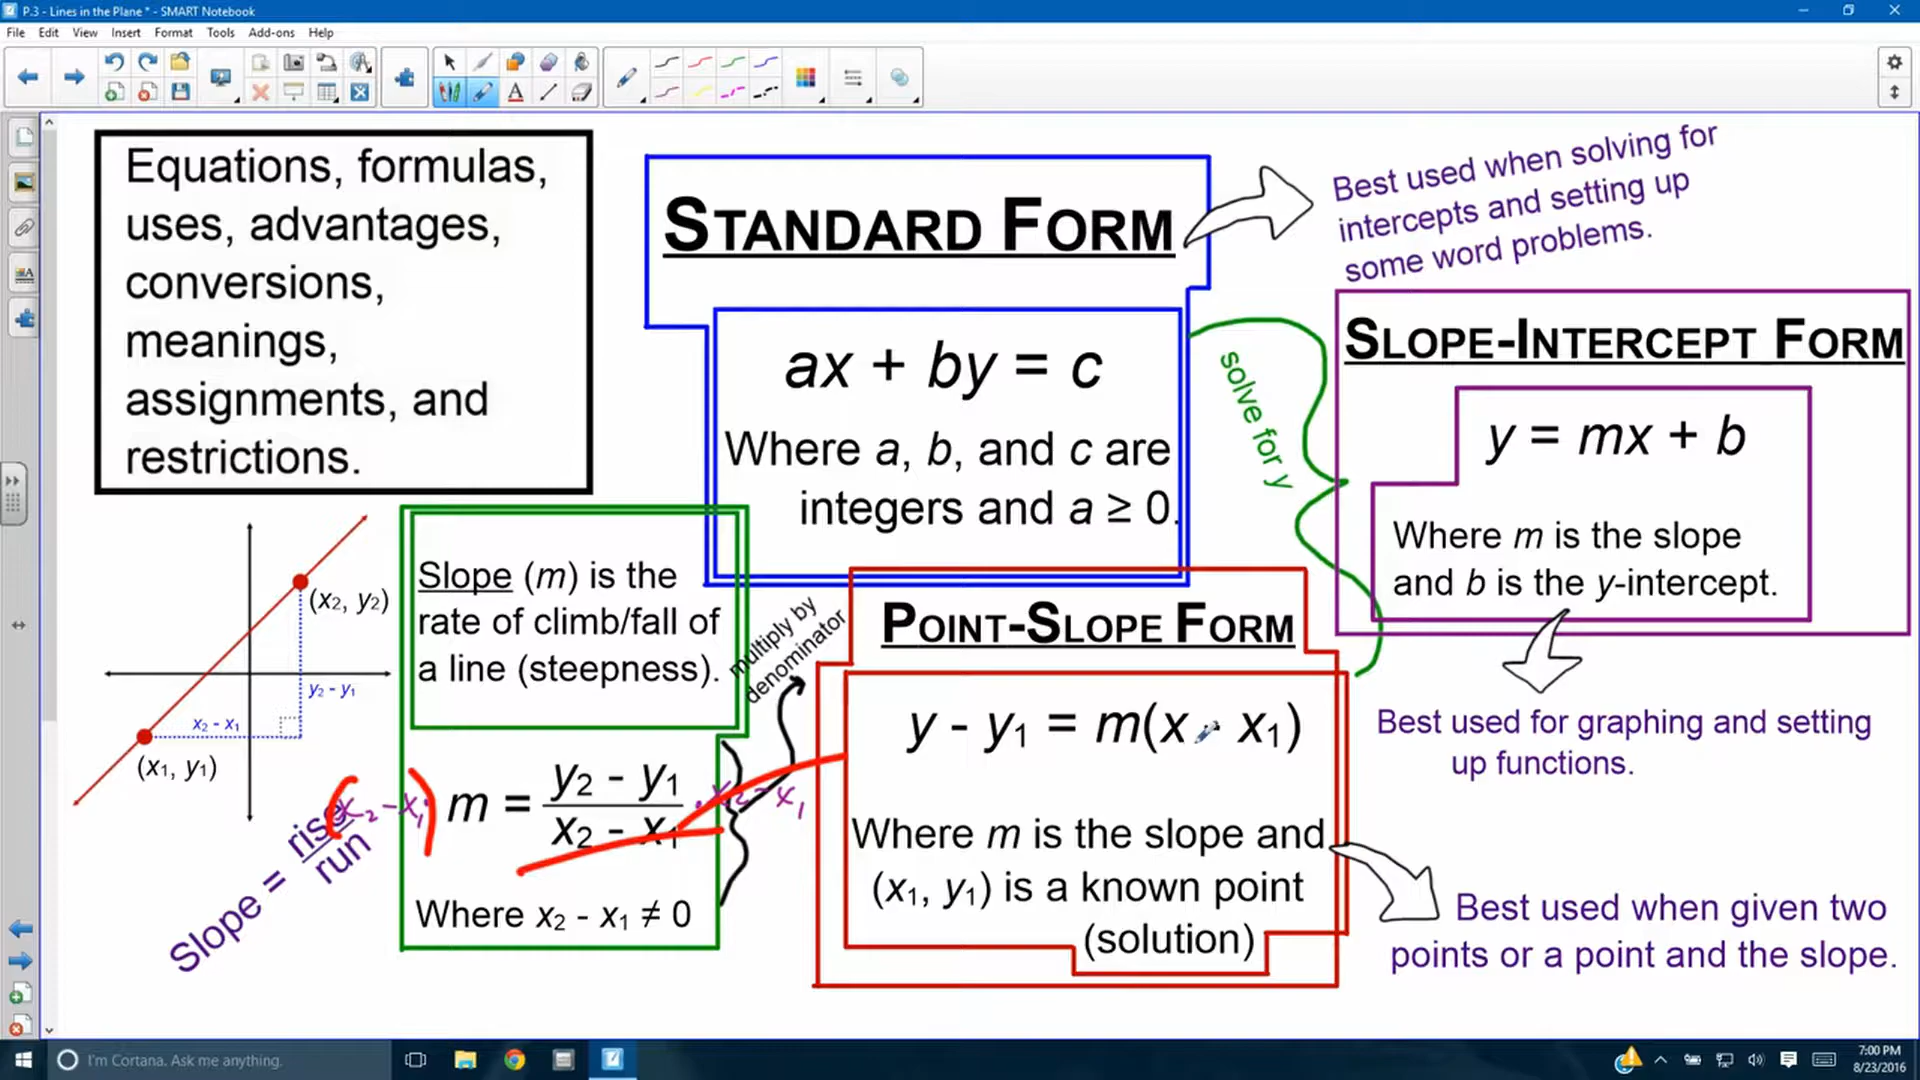 P.3 - Lines in the Plane * - SMART Notebook
File Edit View Insert Format Tools Add-ons Help
Equations, formulas,
uses, advantages,
conversions,
meanings,
assignments, and
restrictions.
STANDARD FORM
ax + by = c
Where a, b, and c are
integers and a ≥ 0.
Best used when solving for
intercepts and setting up
some word problems.
solve for y
SLOPE-INTERCEPT FORM
y = mx + b
Where m is the slope
and b is the y-intercept.
Best used for graphing and setting
up functions.
(x₂, y₂)
y₂ - y₁
x₂ - x₁
(x₁, y₁)
Slope = rise/run
Slope (m) is the
rate of climb/fall of
a line (steepness).
x₂ - x₁
m = (y₂ - y₁)/(x₂ - x₁)
· x₂ - x₁
Where x₂ - x₁ ≠ 0
multiply by
denominator
POINT-SLOPE FORM
y - y₁ = m(x - x₁)
Where m is the slope and
(x₁, y₁) is a known point
(solution)
Best used when given two
points or a point and the slope.
I'm Cortana. Ask me anything.
7:00 PM
8/23/2016